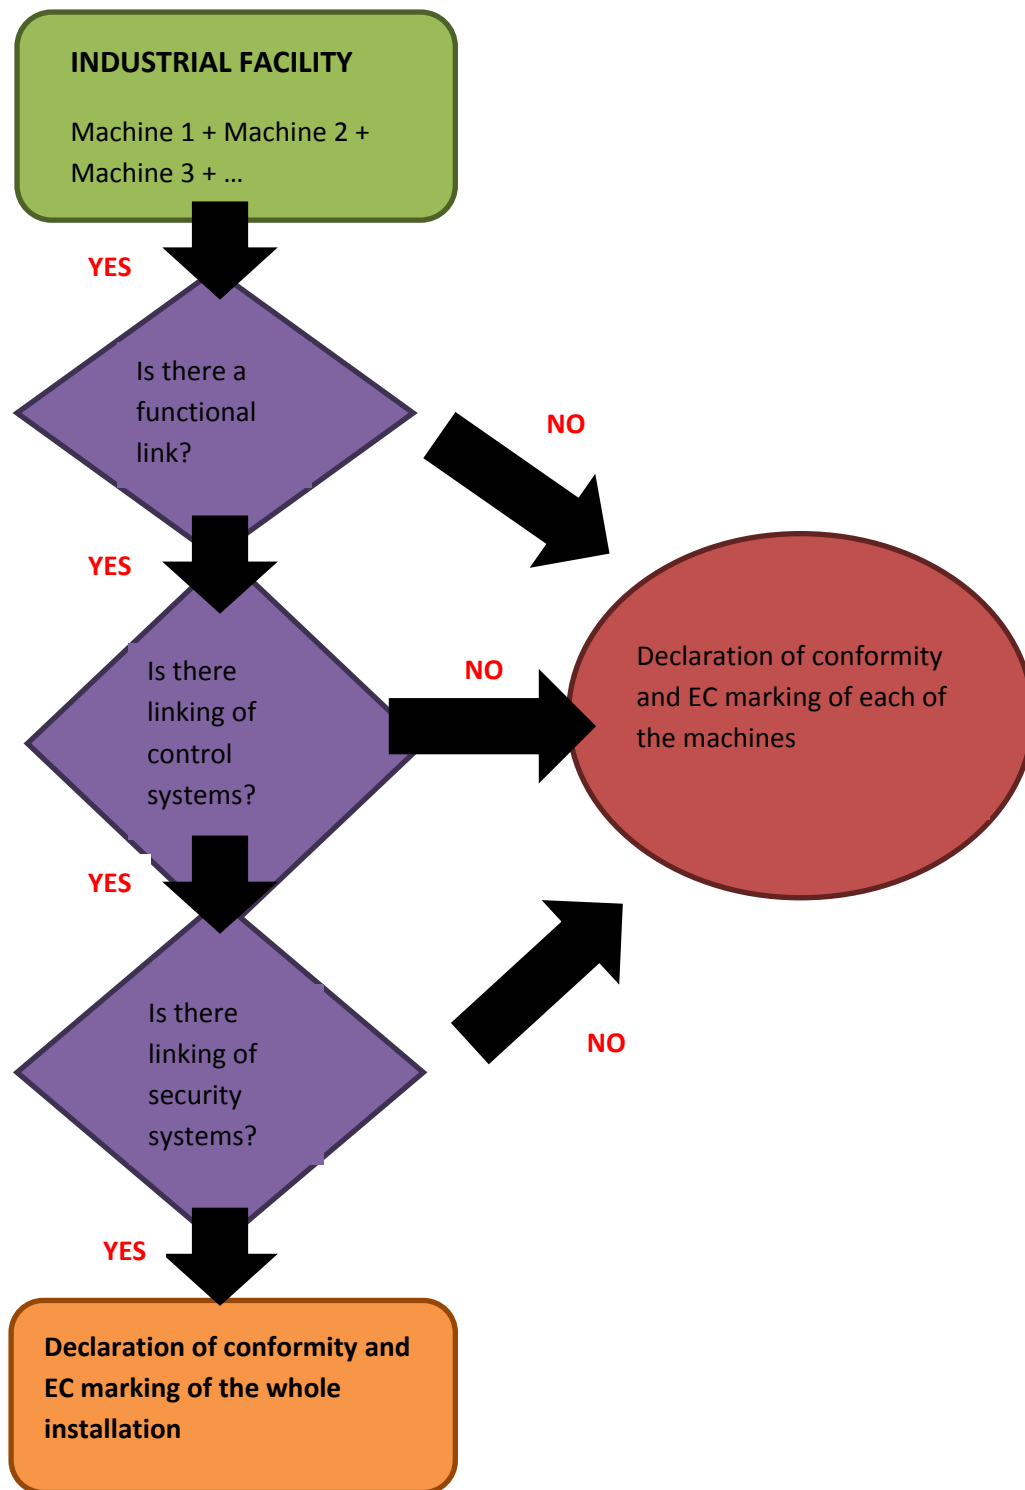 INDUSTRIAL FACILITY
Machine 1 + Machine 2 +
Machine 3 + ...
YES
Is there a
functional
link?
NO
YES
Is there
linking of
control
systems?
NO
Declaration of conformity
and EC marking of each of
the machines
YES
Is there
linking of
security
systems?
NO
YES
Declaration of conformity and
EC marking of the whole
installation